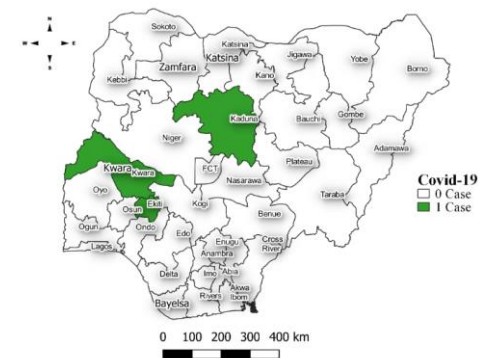 N
W E
S
Sokoto
Katsina
Katsina
Zamfara
Jigawa
Yobe
Borno
Kano
Kebbi
Kaduna
Bauchi
Gombe
Niger
Adamawa
Plateau
FCT
Nasarawa
Kwara
Kwara
Taraba
Oyo
Kogi
Osun
Ekiti
Benue
Ogun
Ondo
Edo
Lagos
Enugu
Cross
River
Anambra
Delta
Imo
Abia
Akwa
Ibom
Rivers
Bayelsa
Covid-19
0 Case
1 Case
0 100 200 300 400 km